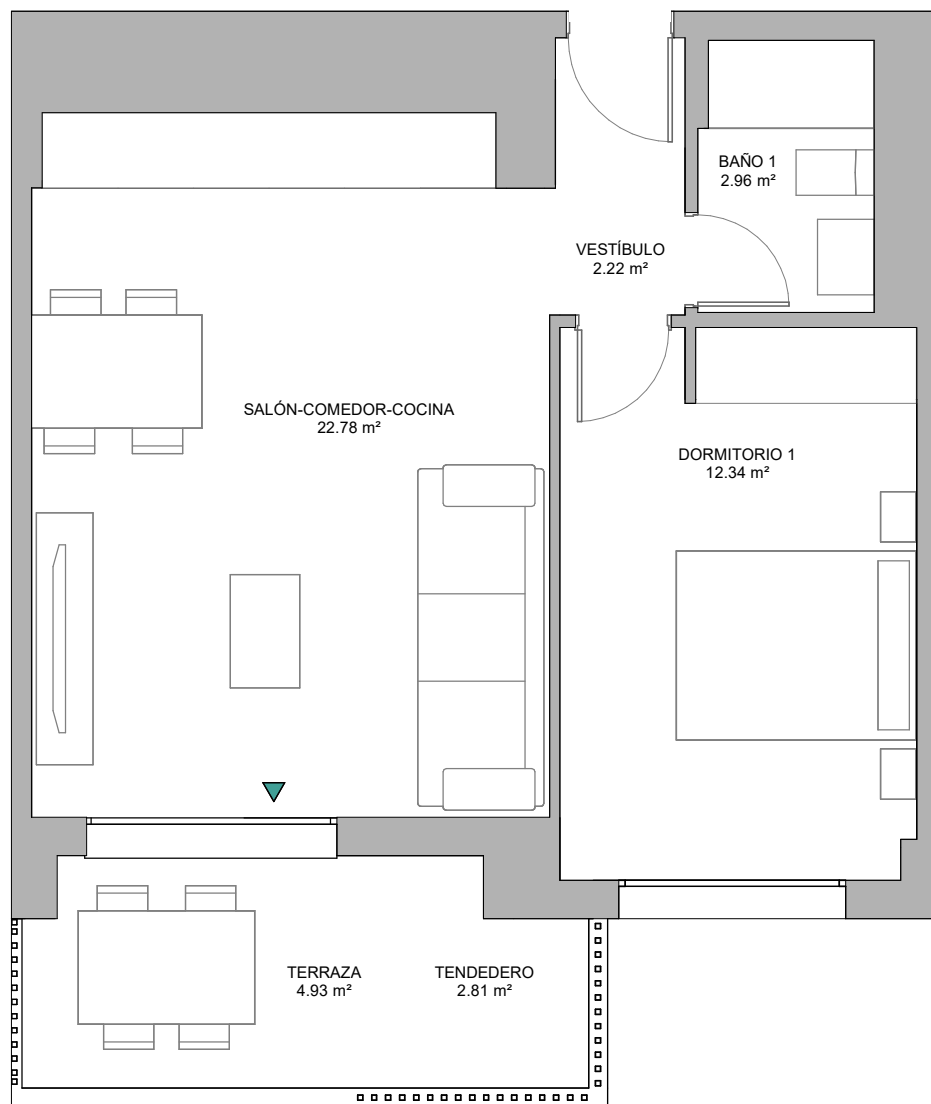 BAÑO 1
2.96 m²
VESTÍBULO
2.22 m²
SALÓN-COMEDOR-COCINA
22.78 m²
DORMITORIO 1
12.34 m²
TERRAZA
4.93 m²
TENDEDERO
2.81 m²